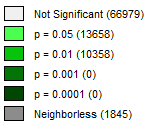 Not Significant (66979)
p = 0.05 (13658)
p = 0.01 (10358)
p = 0.001 (0)
p = 0.0001 (0)
Neighborless (1845)